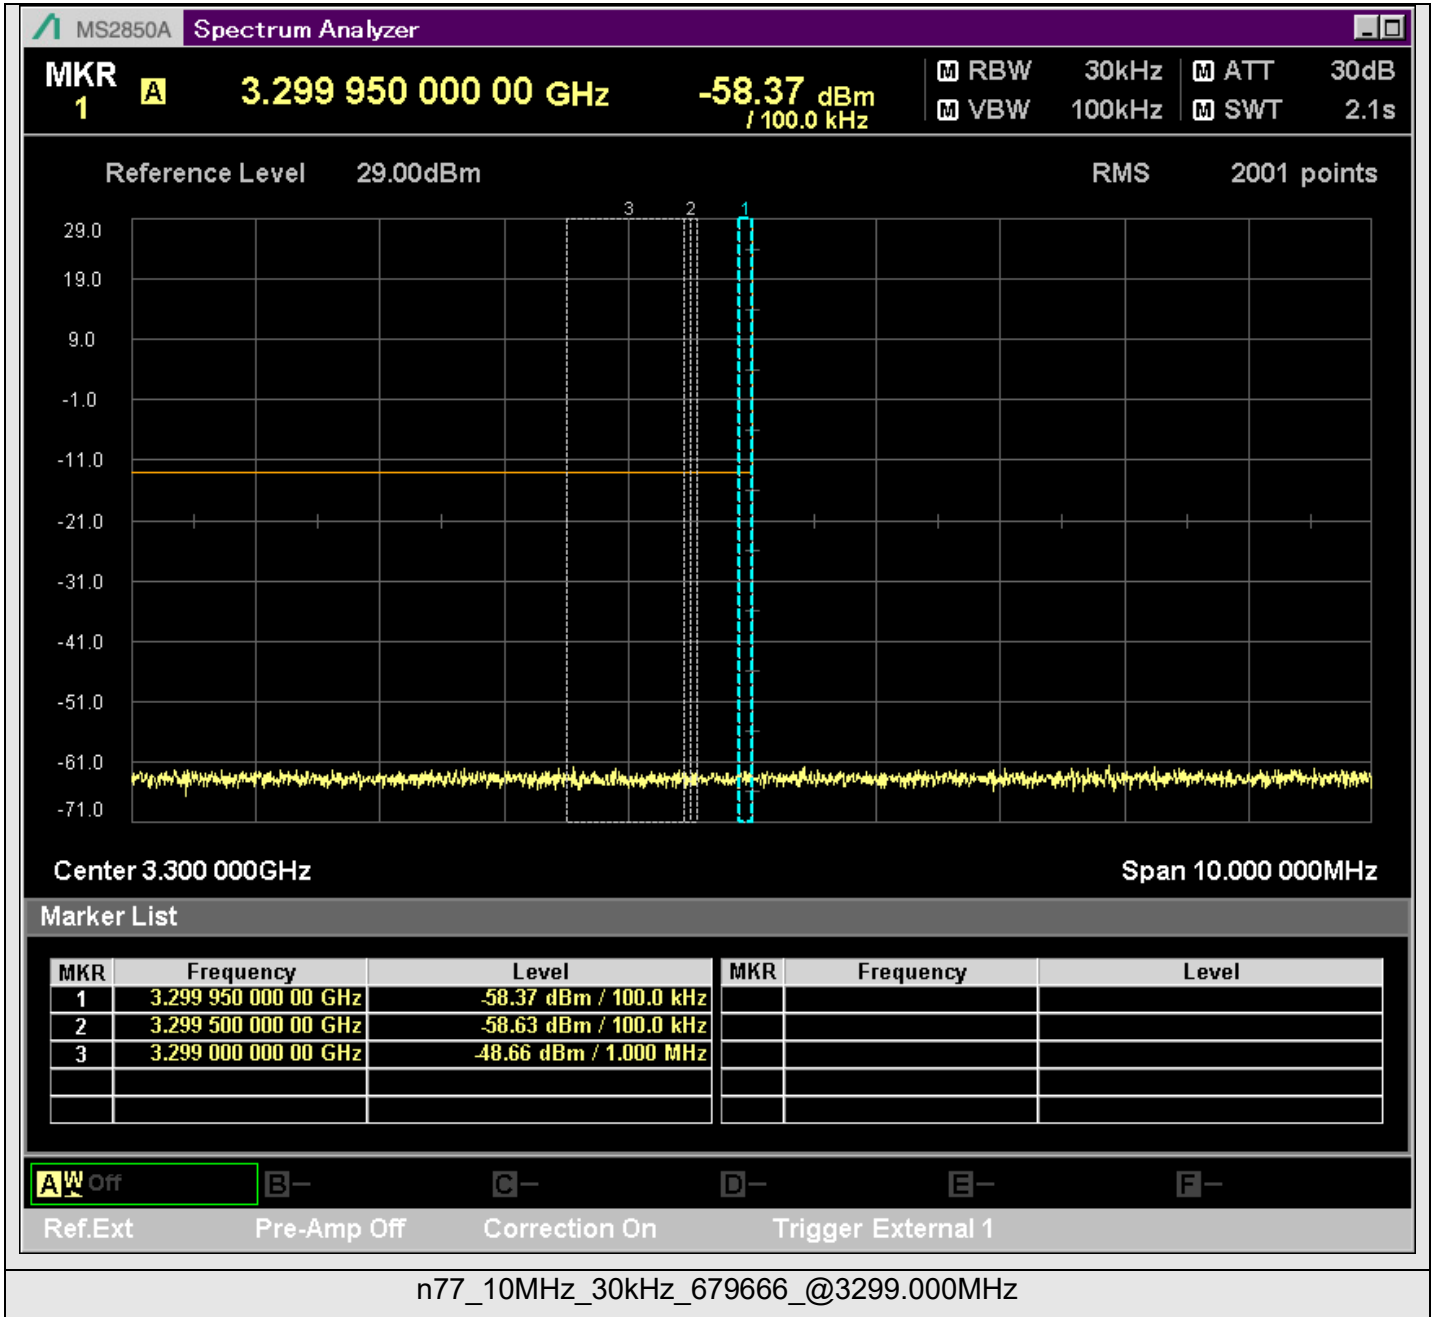 MS2850A Spectrum Analyzer
MKR 1 A 3.299 950 000 00 GHz -58.37 dBm / 100.0 kHz
M RBW 30kHz M ATT 30dB
M VBW 100kHz M SWT 2.1s
Reference Level 29.00dBm RMS 2001 points
3 2 1
29.0
19.0
9.0
-1.0
-11.0
-21.0
-31.0
-41.0
-51.0
-61.0
-71.0
Center 3.300 000GHz Span 10.000 000MHz
Marker List
MKR Frequency Level MKR Frequency Level
1 3.299 950 000 00 GHz -58.37 dBm / 100.0 kHz
2 3.299 500 000 00 GHz -58.63 dBm / 100.0 kHz
3 3.299 000 000 00 GHz -48.66 dBm / 1.000 MHz
A W Off B − C − D − E − F −
Ref.Ext Pre-Amp Off Correction On Trigger External 1
n77_10MHz_30kHz_679666_@3299.000MHz